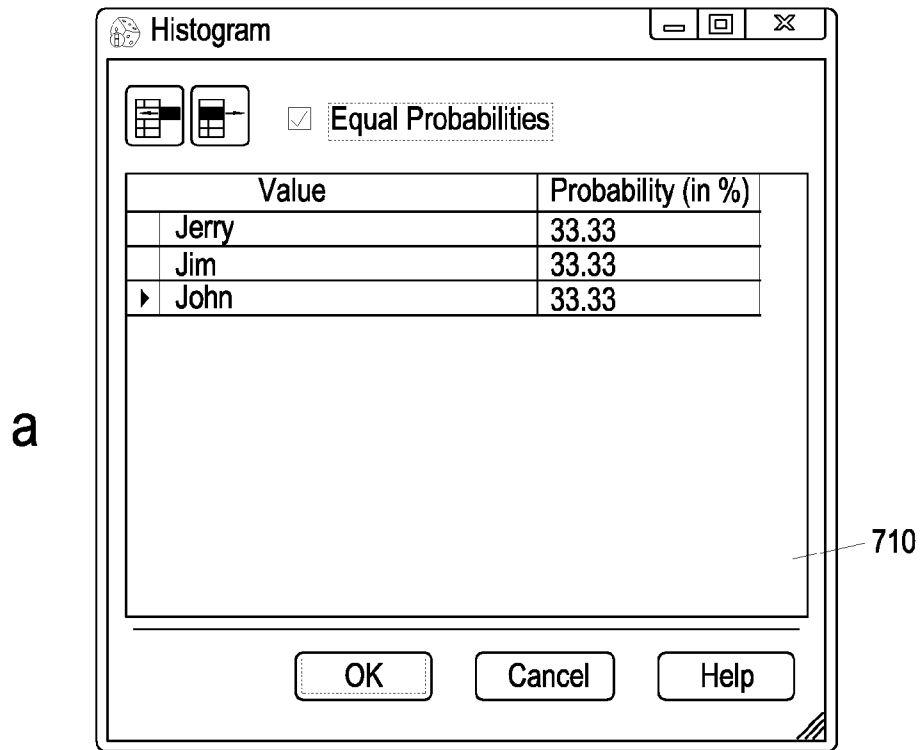 Histogram
Equal Probabilities
Value Probability (in %)
Jerry 33.33
Jim 33.33
John 33.33
a
710
OK Cancel Help